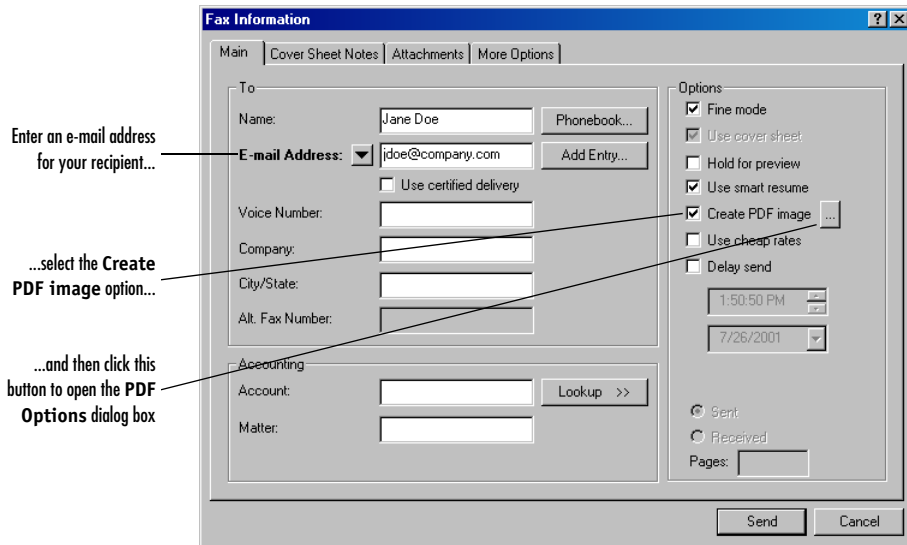 Fax Information
Main Cover Sheet Notes Attachments More Options
To
Name: Jane Doe Phonebook...
E-mail Address: jdoe@company.com Add Entry...
Use certified delivery
Voice Number:
Company:
City/State:
Alt. Fax Number:
Accounting
Account: Lookup >>
Matter:
Options
Fine mode
Use cover sheet
Hold for preview
Use smart resume
Create PDF image ...
Use cheap rates
Delay send
1:50:50 PM
7/26/2001
Sent
Received
Pages:
Send Cancel
Enter an e-mail address
for your recipient...
...select the Create
PDF image option...
...and then click this
button to open the PDF
Options dialog box